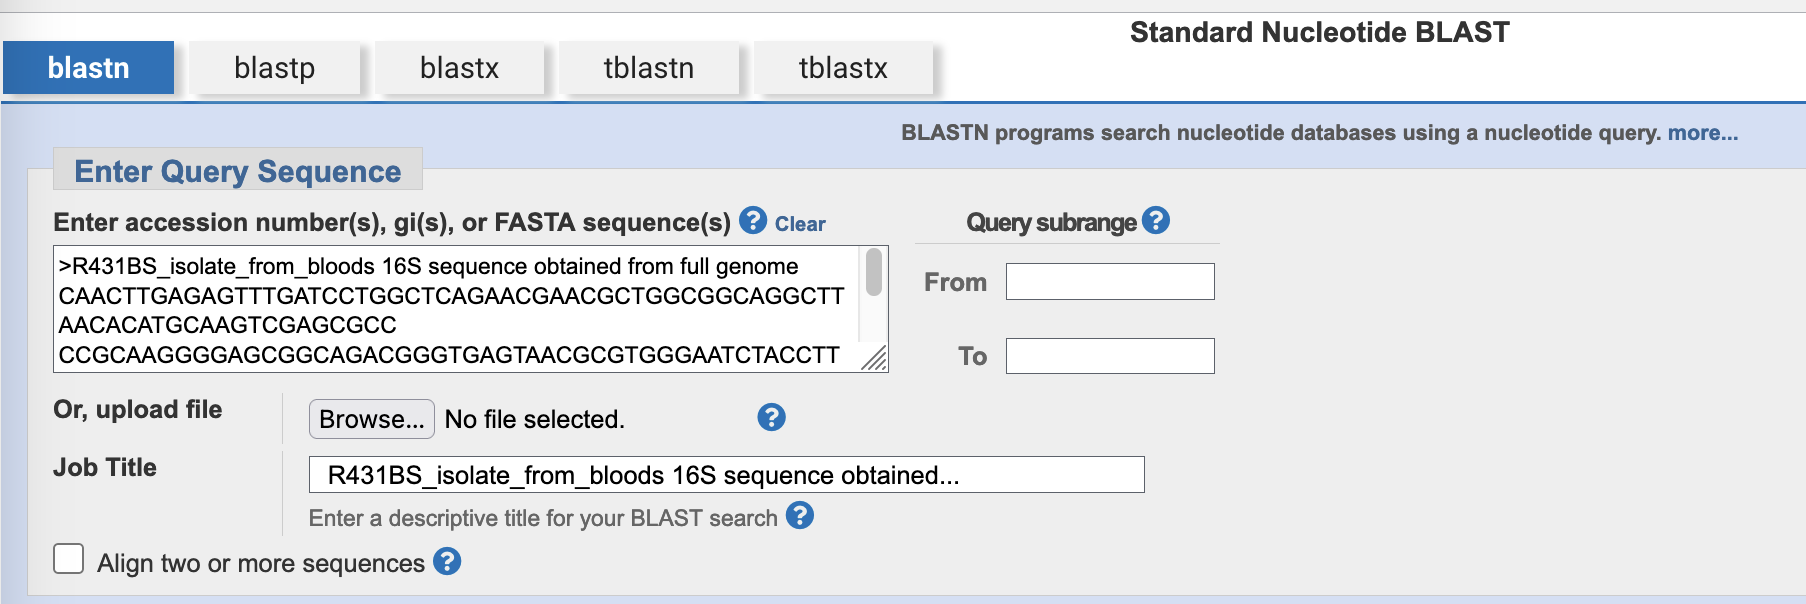 Standard Nucleotide BLAST
blastn blastp blastx tblastn tblastx
BLASTN programs search nucleotide databases using a nucleotide query. more...
Enter Query Sequence
Enter accession number(s), gi(s), or FASTA sequence(s) ? Clear
Query subrange ?
>R431BS_isolate_from_bloods 16S sequence obtained from full genome
CAACTTGAGAGTTTGATCCTGGCTCAGAACGAACGCTGGCGGCAGGCTT
AACACATGCAAGTCGAGCGCC
CCGCAAGGGGAGCGGCAGACGGGTGAGTAACGCGTGGGAATCTACCTT
From
To
Or, upload file
Browse... No file selected. ?
Job Title
R431BS_isolate_from_bloods 16S sequence obtained...
Enter a descriptive title for your BLAST search ?
Align two or more sequences ?